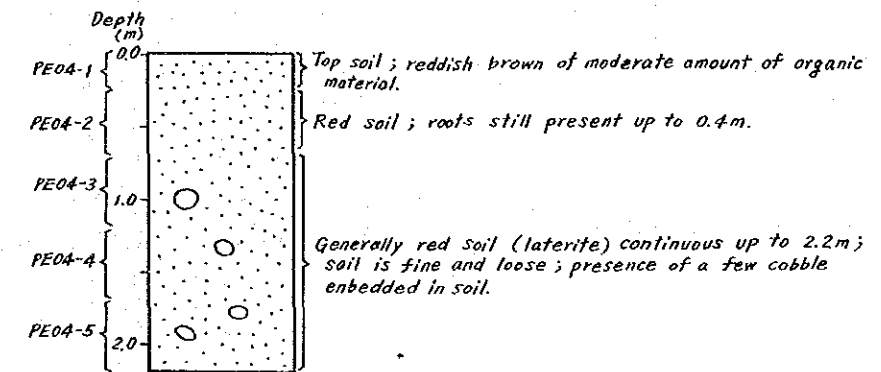 Depth
(m)
0.0
PE04-1
Top soil ; reddish brown of moderate amount of organic
material.
PE04-2
Red soil ; roots still present up to 0.4m.
PE04-3
1.0
PE04-4
Generally red soil (laterite) continuous up to 2.2m ;
soil is fine and loose ; presence of a few cobble
enbedded in soil.
PE04-5
2.0